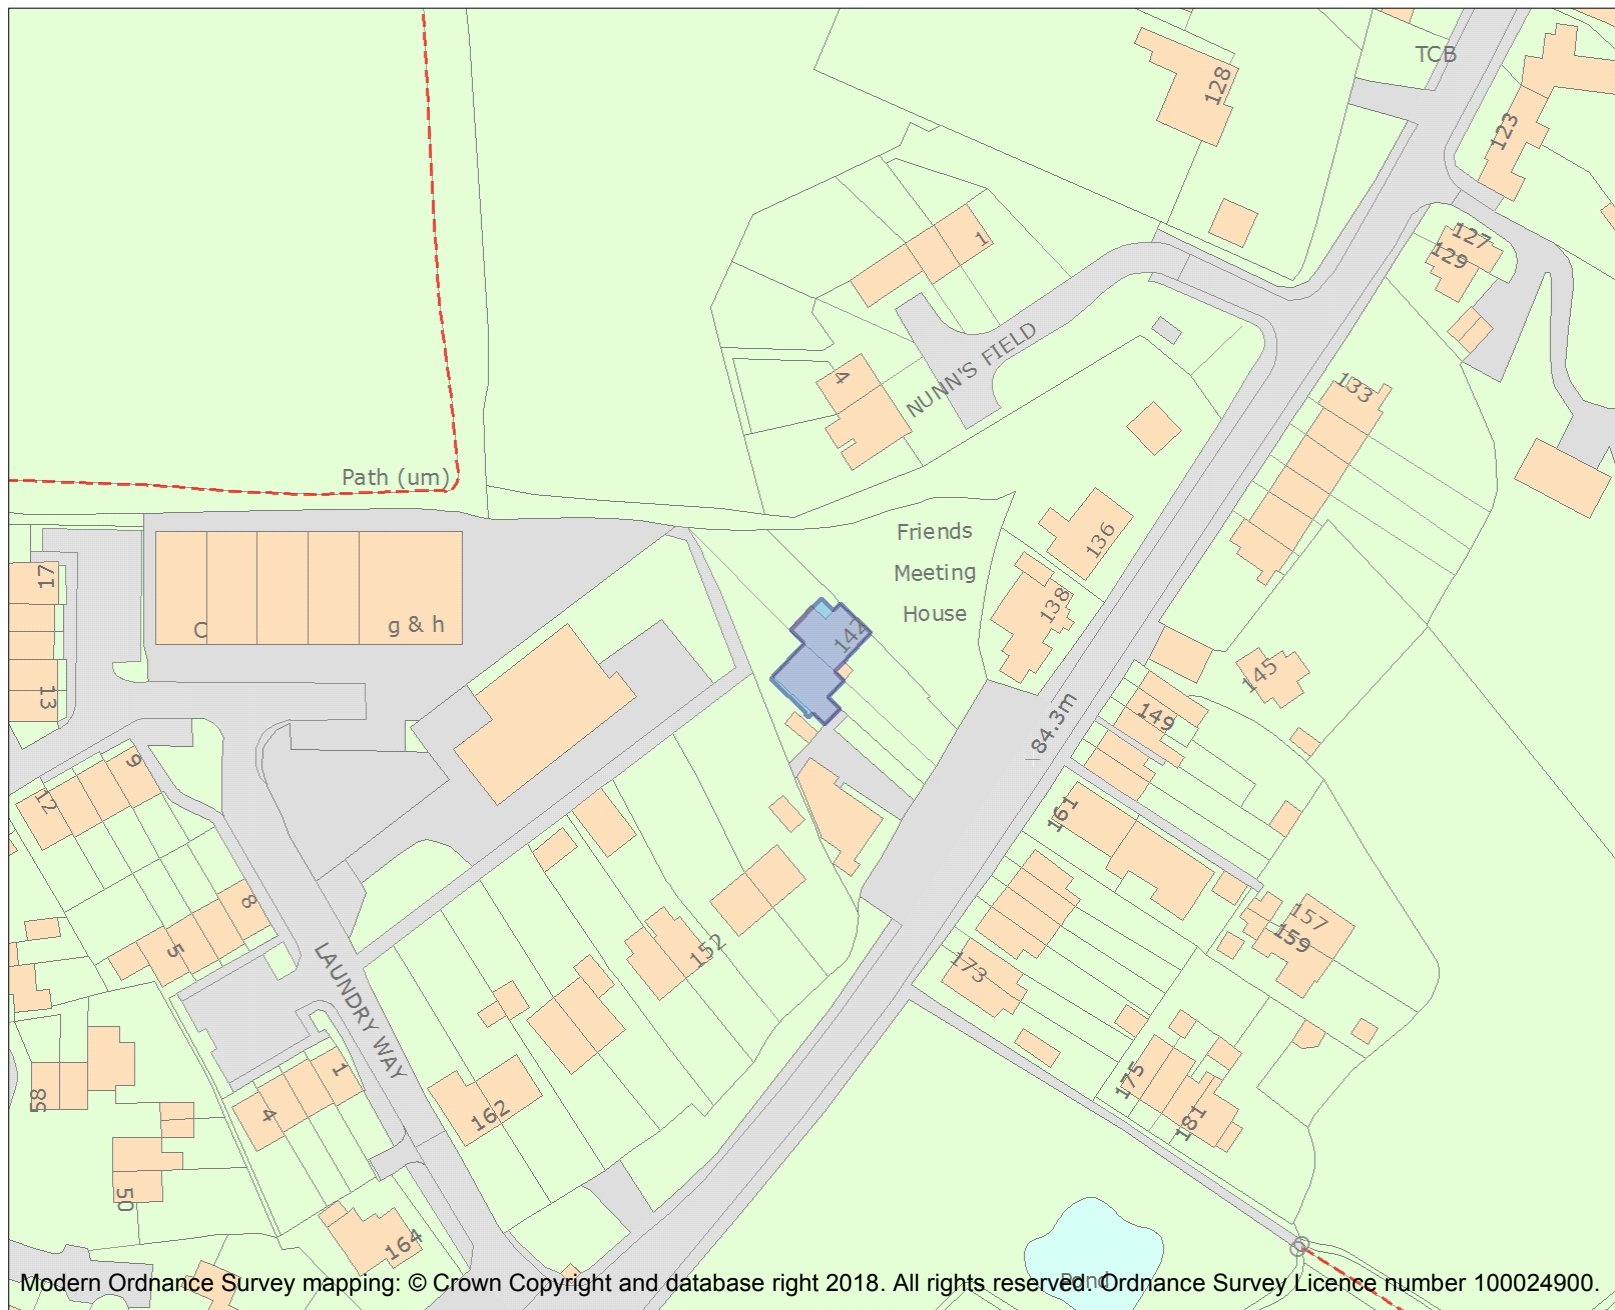 TCB
128
123
127
129
1
NUNN'S FIELD
4
133
Path (um)
Friends
Meeting
House
136
138
142
17
C
g & h
13
145
149
84.3m
161
9
12
8
5
152
157
159
173
LAUNDRY WAY
1
4
162
175
181
58
50
164
Pond
Modern Ordnance Survey mapping: © Crown Copyright and database right 2018. All rights reserved. Ordnance Survey Licence number 100024900.